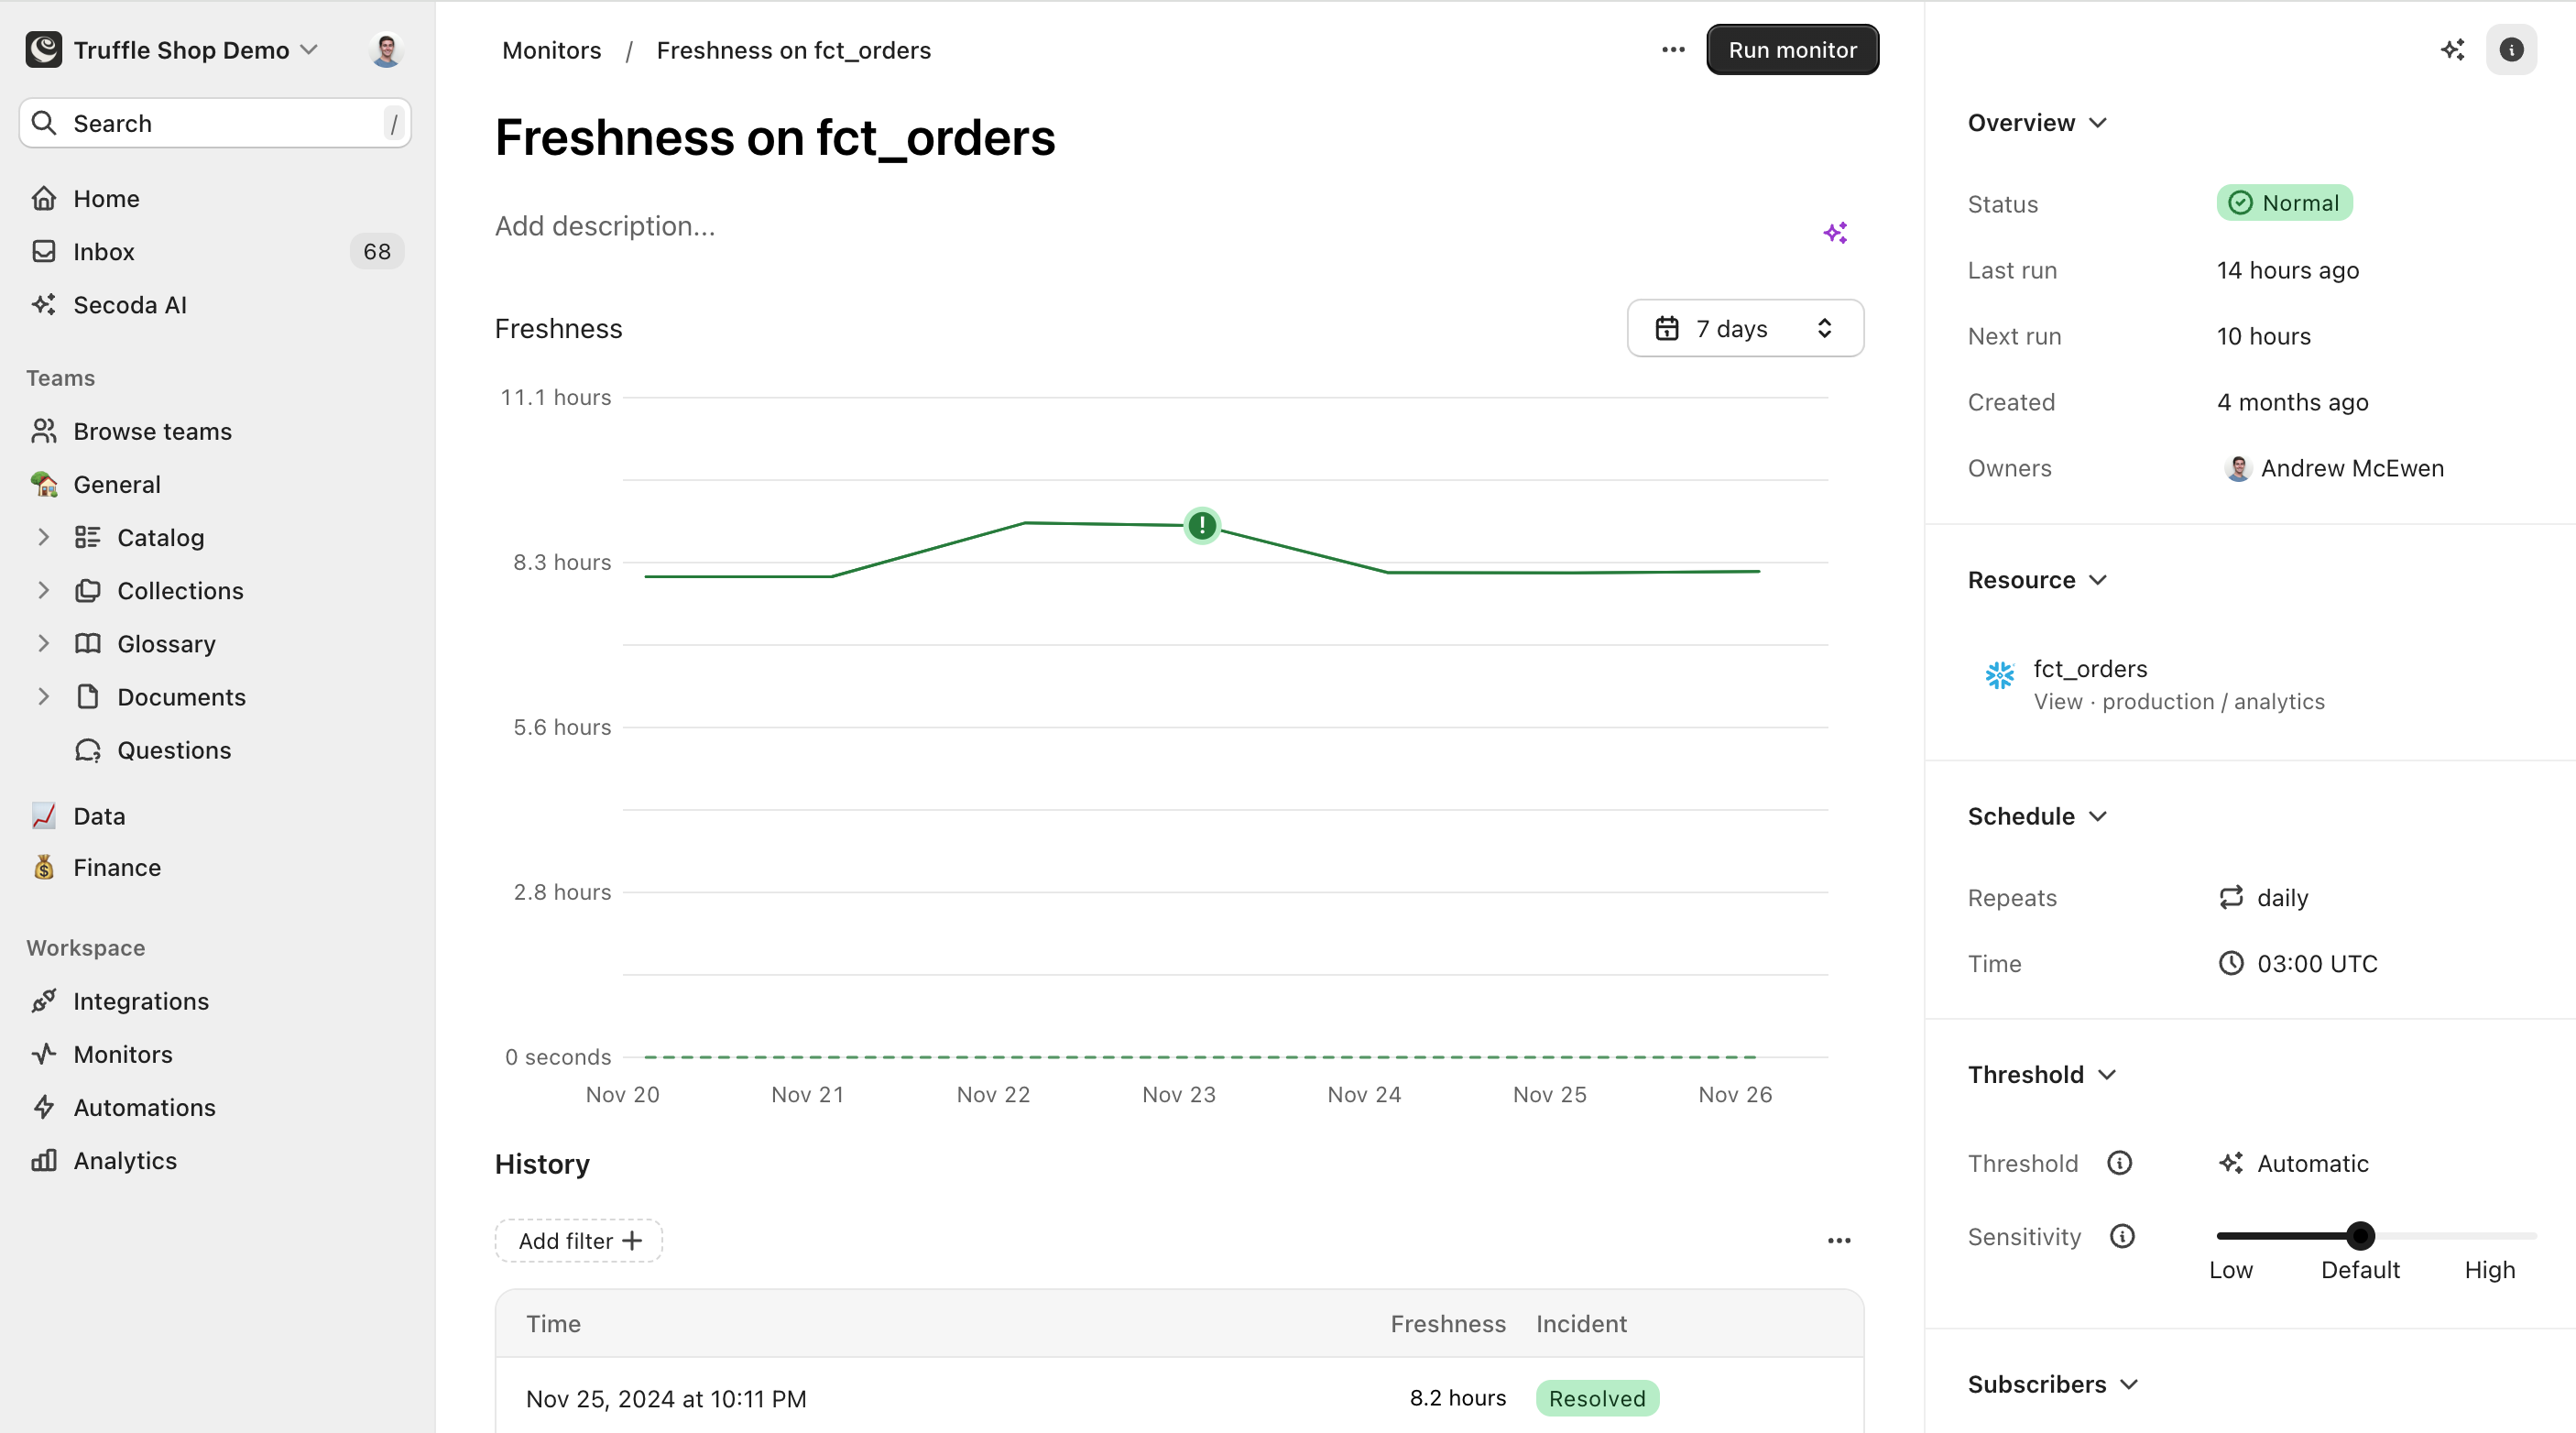 Truffle Shop Demo
Search /
Home
Inbox 68
Secoda AI
Teams
Browse teams
General
Catalog
Collections
Glossary
Documents
Questions
Data
Finance
Workspace
Integrations
Monitors
Automations
Analytics
Monitors / Freshness on fct_orders
Run monitor
Freshness on fct_orders
Add description...
Freshness
7 days
11.1 hours
8.3 hours
5.6 hours
2.8 hours
0 seconds
Nov 20 Nov 21 Nov 22 Nov 23 Nov 24 Nov 25 Nov 26
History
Add filter
Time Freshness Incident
Nov 25, 2024 at 10:11 PM 8.2 hours Resolved
Overview
Status Normal
Last run 14 hours ago
Next run 10 hours
Created 4 months ago
Owners Andrew McEwen
Resource
fct_orders
View · production / analytics
Schedule
Repeats daily
Time 03:00 UTC
Threshold
Threshold Automatic
Sensitivity
Low Default High
Subscribers